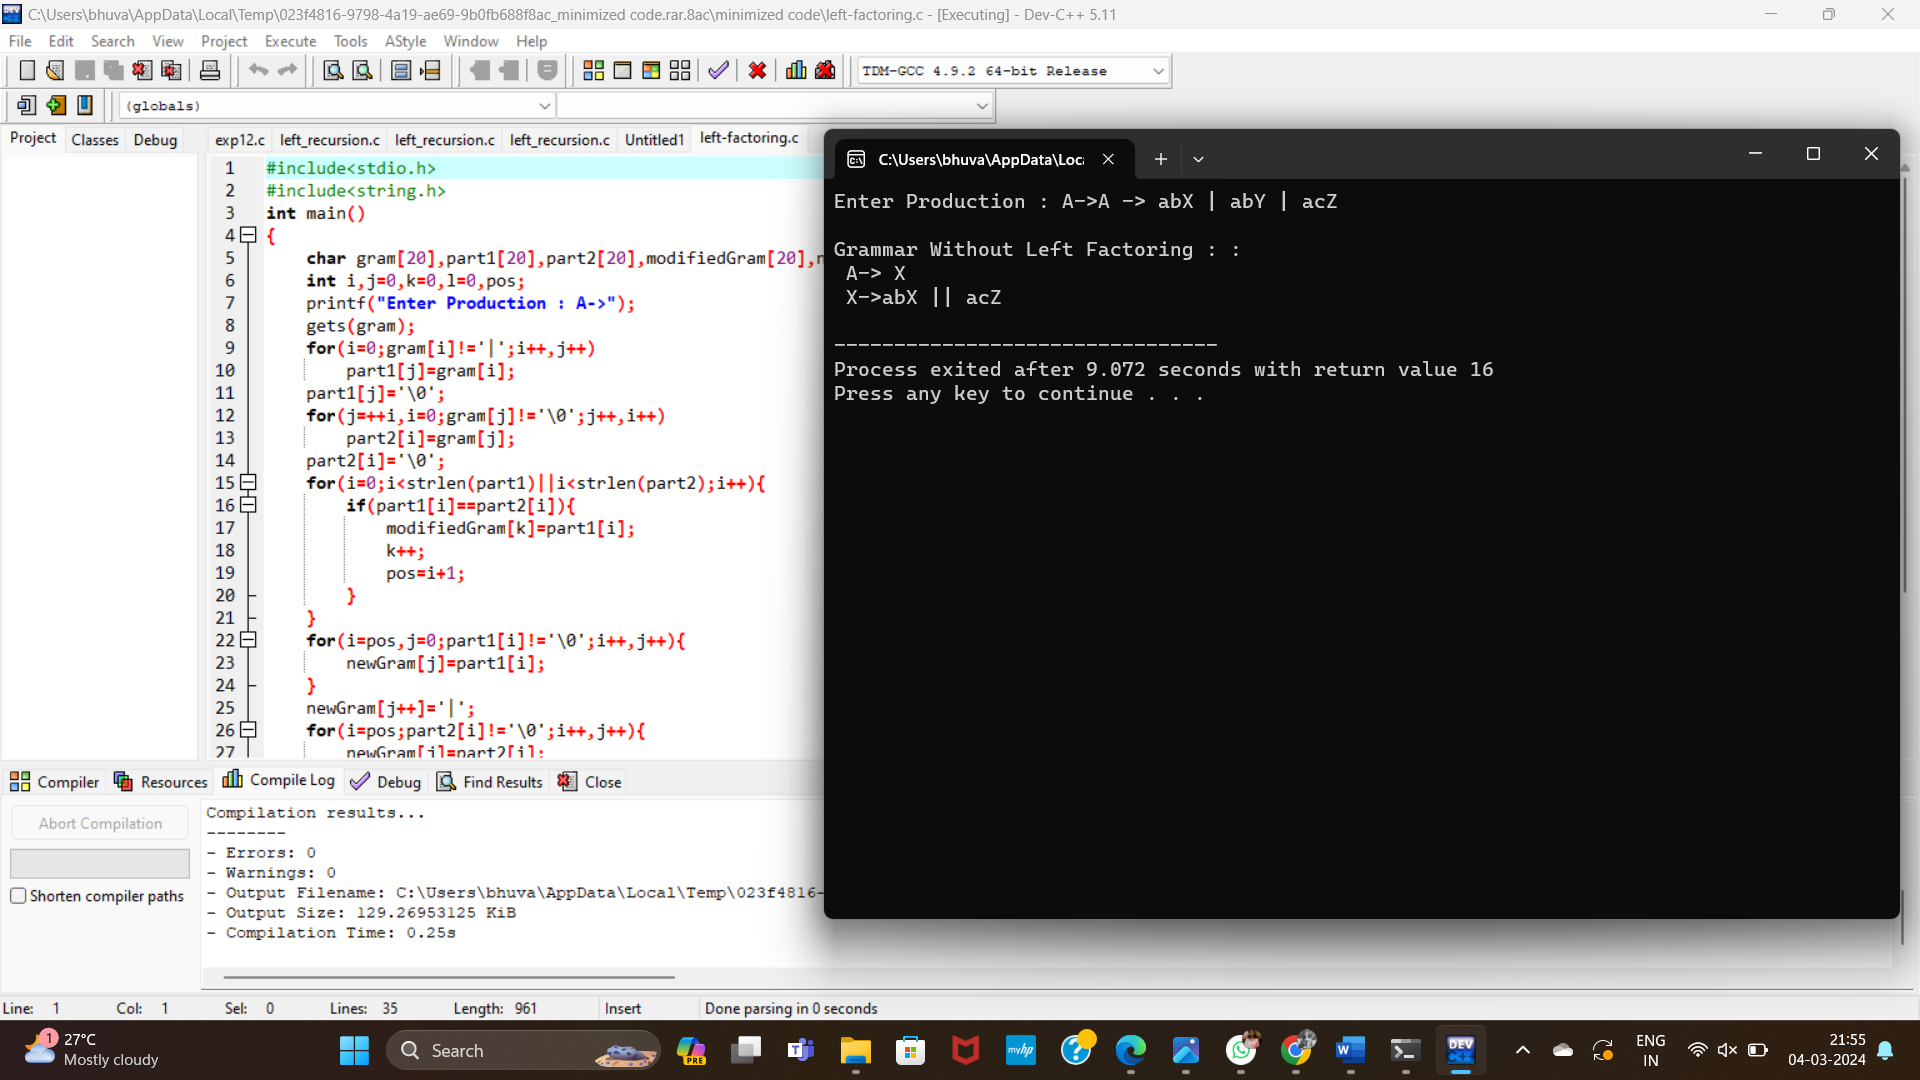 C:\Users\bhuva\AppData\Local\Temp\023f4816-9798-4a19-ae69-9b0fb688f8ac_minimized code.rar.8ac\minimized code\left-factoring.c - [Executing] - Dev-C++ 5.11
File Edit Search View Project Execute Tools AStyle Window Help
TDM-GCC 4.9.2 64-bit Release
(globals)
Project Classes Debug
exp12.c left_recursion.c left_recursion.c left_recursion.c Untitled1 left-factoring.c
1 #include<stdio.h>
2 #include<string.h>
3 int main()
4 {
5 char gram[20],part1[20],part2[20],modifiedGram[20],n
6 int i,j=0,k=0,l=0,pos;
7 printf("Enter Production : A->");
8 gets(gram);
9 for(i=0;gram[i]!='|';i++,j++)
10 part1[j]=gram[i];
11 part1[j]='\0';
12 for(j=++i,i=0;gram[j]!='\0';j++,i++)
13 part2[i]=gram[j];
14 part2[i]='\0';
15 for(i=0;i<strlen(part1)||i<strlen(part2);i++){
16 if(part1[i]==part2[i]){
17 modifiedGram[k]=part1[i];
18 k++;
19 pos=i+1;
20 }
21 }
22 for(i=pos,j=0;part1[i]!='\0';i++,j++){
23 newGram[j]=part1[i];
24 }
25 newGram[j++]='|';
26 for(i=pos;part2[i]!='\0';i++,j++){
27 newGram[j]=part2[i];
C:\Users\bhuva\AppData\Loca
Enter Production : A->A -> abX | abY | acZ
Grammar Without Left Factoring : :
A-> X
X->abX || acZ
--------------------------------
Process exited after 9.072 seconds with return value 16
Press any key to continue . . .
Compiler Resources Compile Log Debug Find Results Close
Abort Compilation
Shorten compiler paths
Compilation results...
--------
- Errors: 0
- Warnings: 0
- Output Filename: C:\Users\bhuva\AppData\Local\Temp\023f4816-
- Output Size: 129.26953125 KiB
- Compilation Time: 0.25s
Line: 1 Col: 1 Sel: 0 Lines: 35 Length: 961 Insert Done parsing in 0 seconds
1
27°C
Mostly cloudy
Search
PRE
myhp
DEV
C++
ENG
IN
21:55
04-03-2024